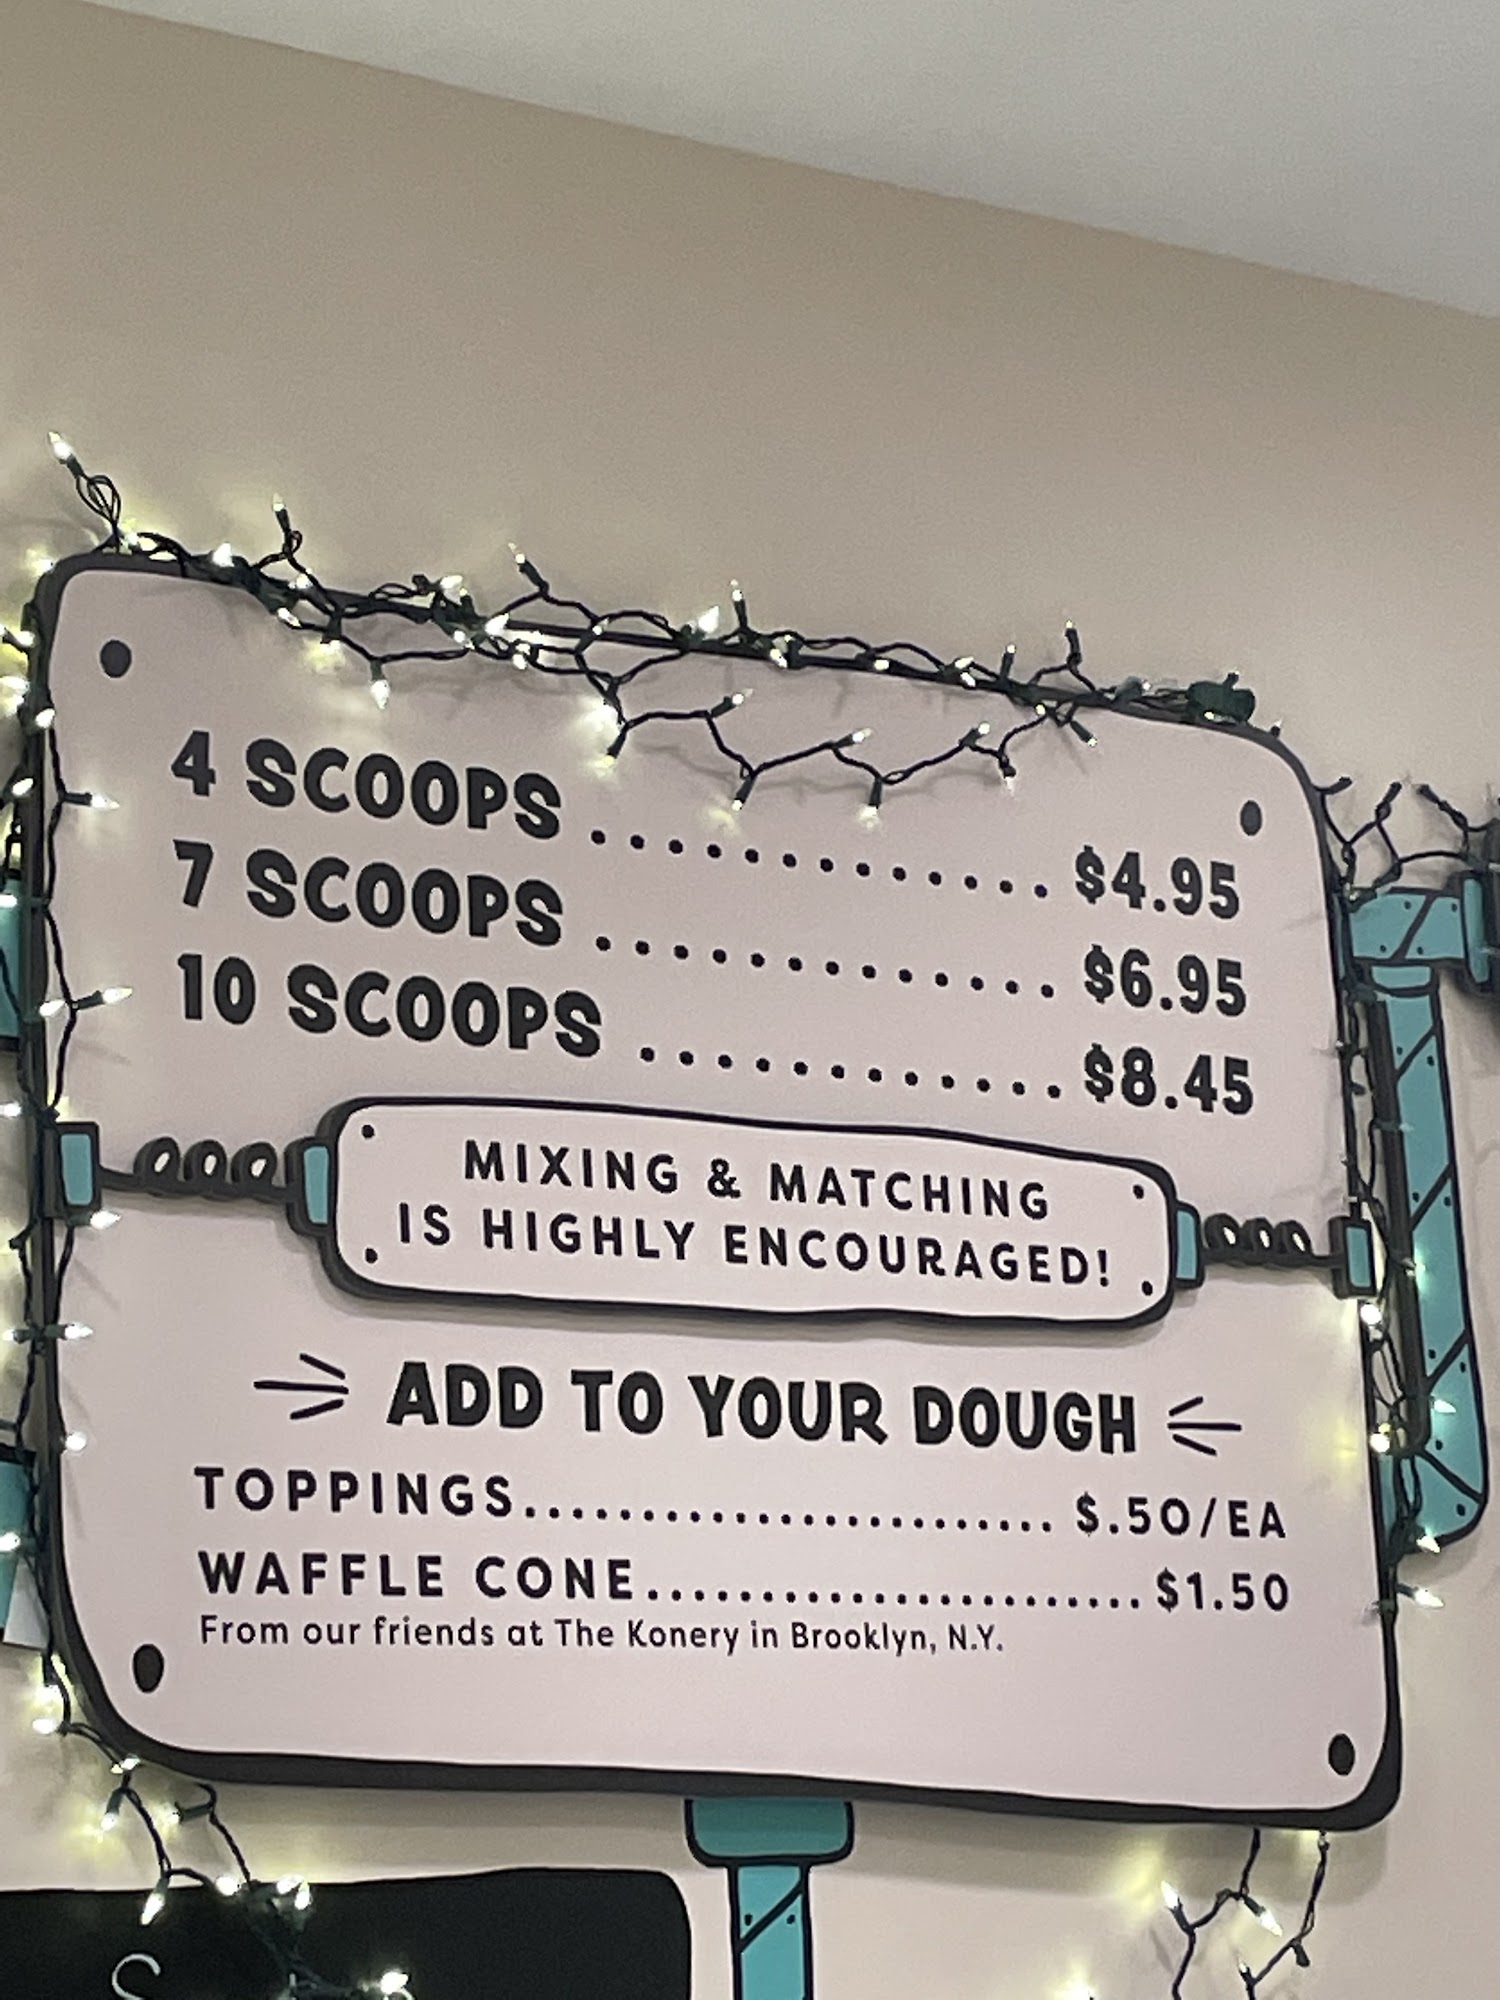 4 SCOOPS ............. $4.95
7 SCOOPS ............. $6.95
10 SCOOPS ............ $8.45
MIXING & MATCHING
IS HIGHLY ENCOURAGED!
ADD TO YOUR DOUGH
TOPPINGS........................... $.50/EA
WAFFLE CONE......................... $1.50
From our friends at The Konery in Brooklyn, N.Y.